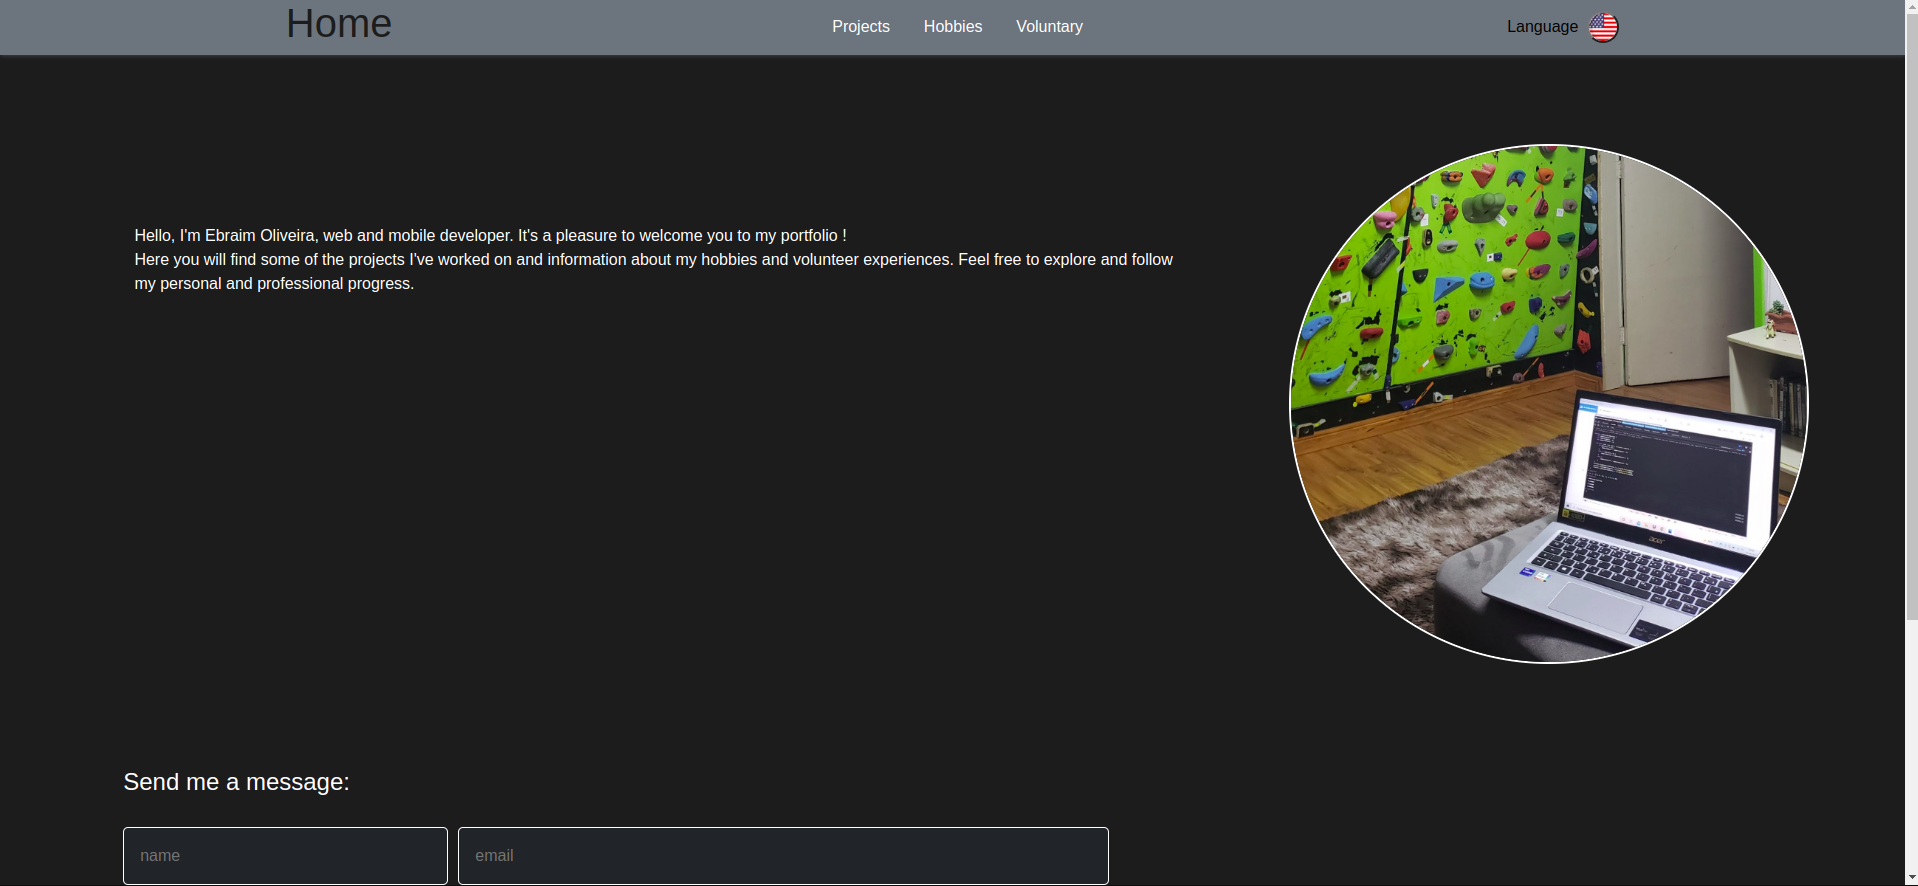 Home
Projects Hobbies Voluntary
Language
Hello, I'm Ebraim Oliveira, web and mobile developer. It's a pleasure to welcome you to my portfolio !
Here you will find some of the projects I've worked on and information about my hobbies and volunteer experiences. Feel free to explore and follow
my personal and professional progress.
acer
Send me a message:
name
email